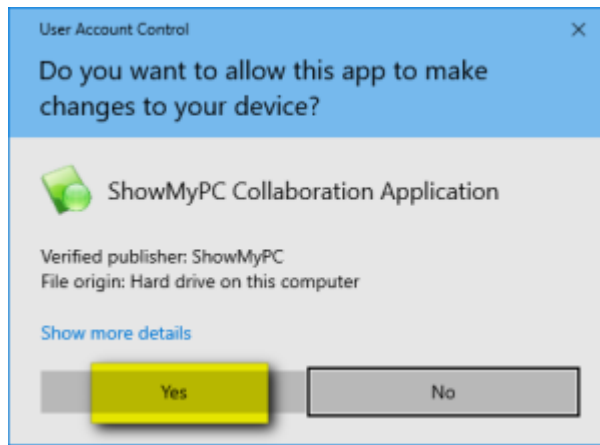 User Account Control
Do you want to allow this app to make
changes to your device?
ShowMyPC Collaboration Application
Verified publisher: ShowMyPC
File origin: Hard drive on this computer
Show more details
Yes
No